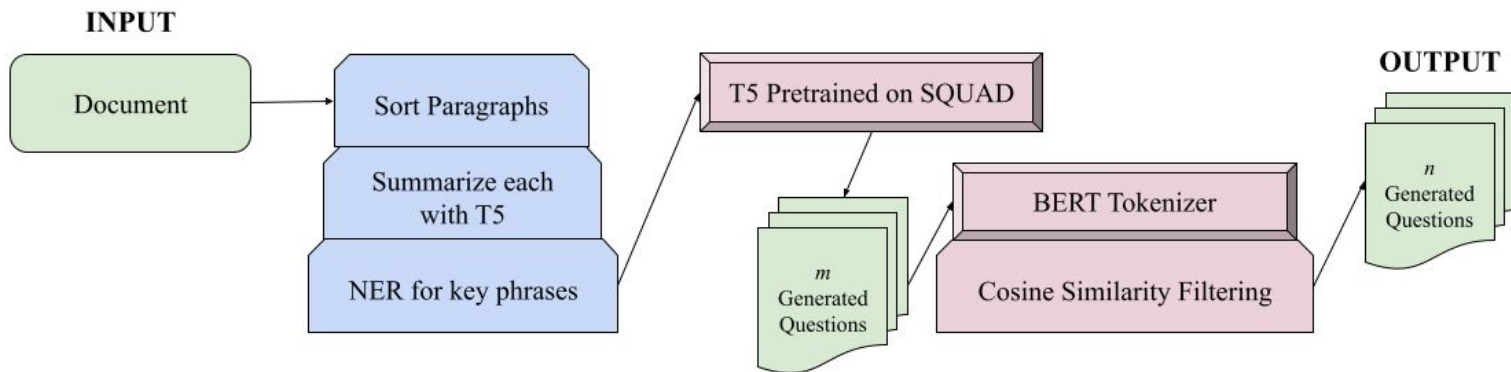 INPUT
Document
Sort Paragraphs
Summarize each
with T5
NER for key phrases
T5 Pretrained on SQUAD
m
Generated
Questions
BERT Tokenizer
Cosine Similarity Filtering
OUTPUT
n
Generated
Questions